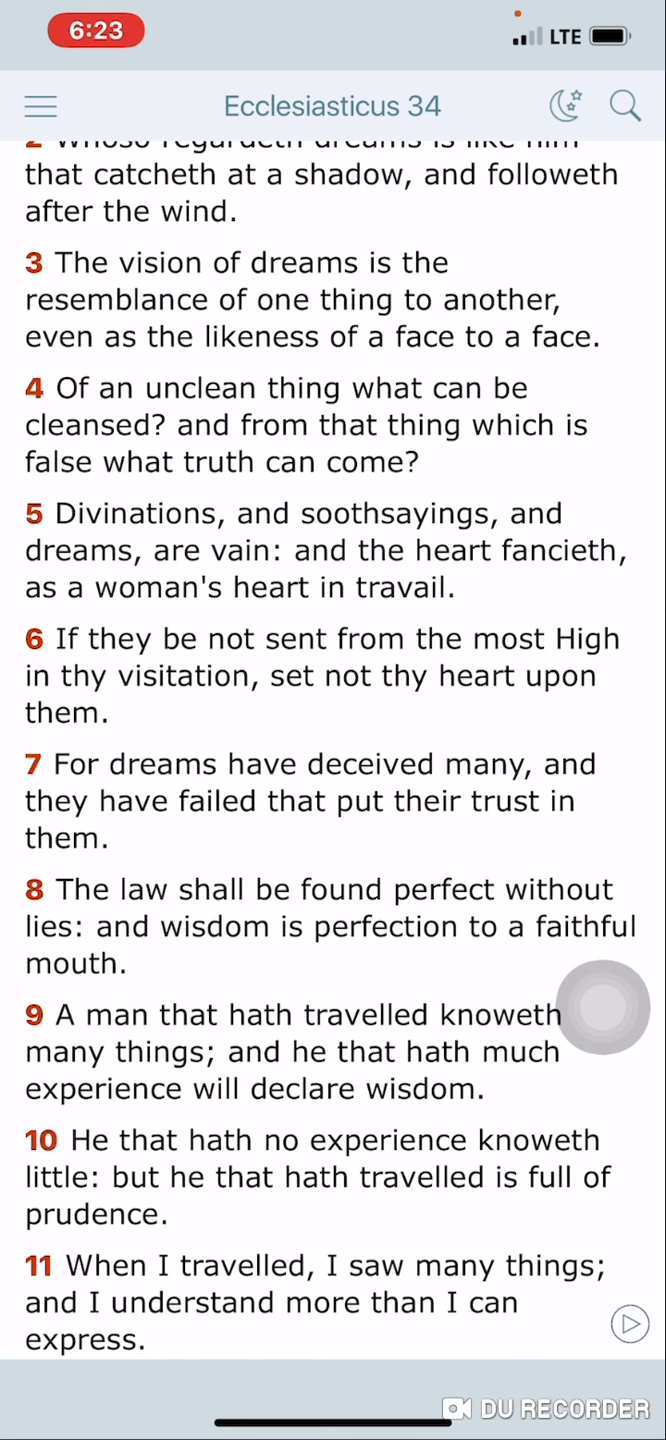 6:23
LTE
Ecclesiasticus 34
2 Whoso regardeth dreams is like him
that catcheth at a shadow, and followeth
after the wind.
3 The vision of dreams is the
resemblance of one thing to another,
even as the likeness of a face to a face.
4 Of an unclean thing what can be
cleansed? and from that thing which is
false what truth can come?
5 Divinations, and soothsayings, and
dreams, are vain: and the heart fancieth,
as a woman's heart in travail.
6 If they be not sent from the most High
in thy visitation, set not thy heart upon
them.
7 For dreams have deceived many, and
they have failed that put their trust in
them.
8 The law shall be found perfect without
lies: and wisdom is perfection to a faithful
mouth.
9 A man that hath travelled knoweth
many things; and he that hath much
experience will declare wisdom.
10 He that hath no experience knoweth
little: but he that hath travelled is full of
prudence.
11 When I travelled, I saw many things;
and I understand more than I can
express.
DU RECORDER